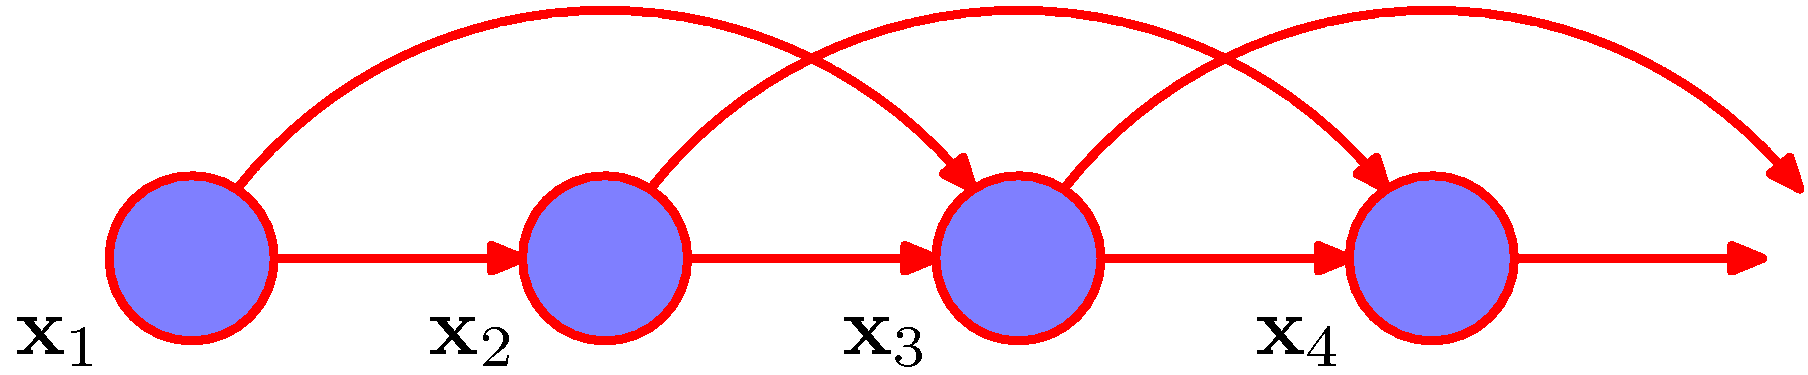 x₁ x₂ x₃ x₄